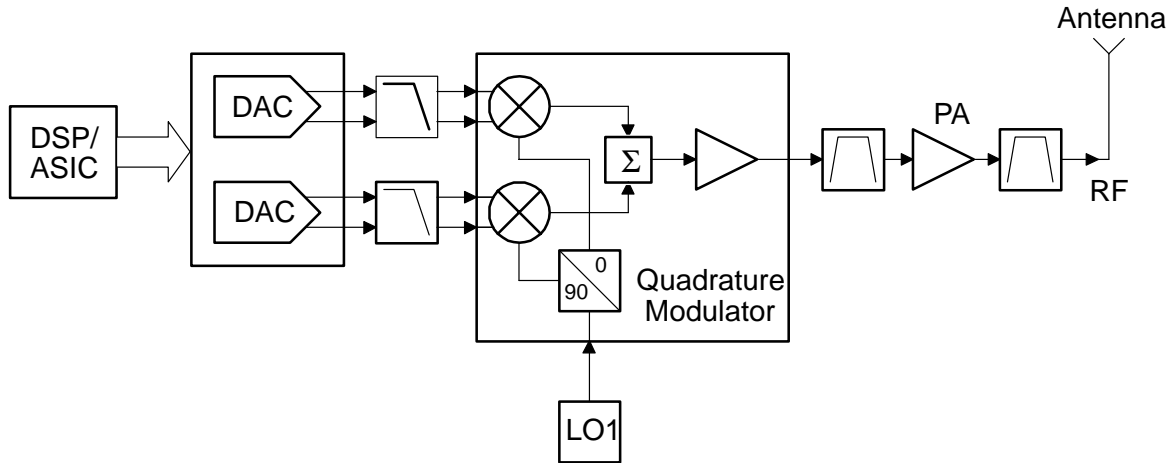 Antenna
DSP/
ASIC
DAC
DAC
Σ
PA
RF
0
90
Quadrature
Modulator
LO1